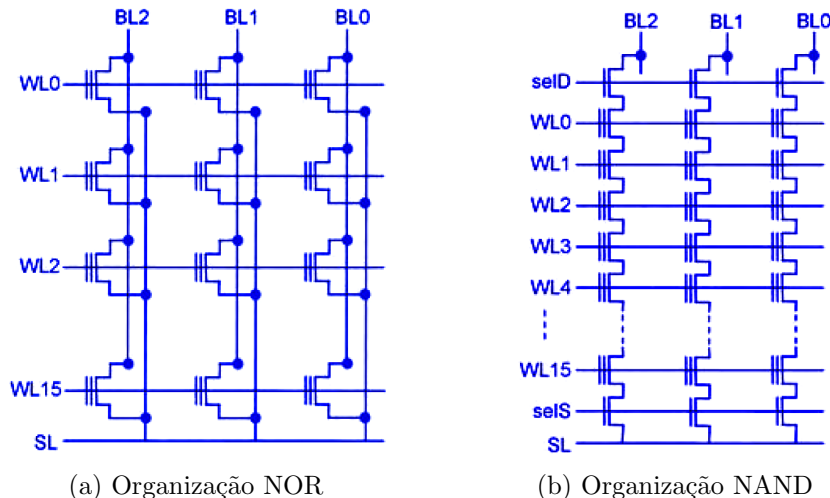 BL2 BL1 BL0
WL0
WL1
WL2
WL15
SL
(a) Organização NOR
BL2 BL1 BL0
selD
WL0
WL1
WL2
WL3
WL4
WL15
selS
SL
(b) Organização NAND